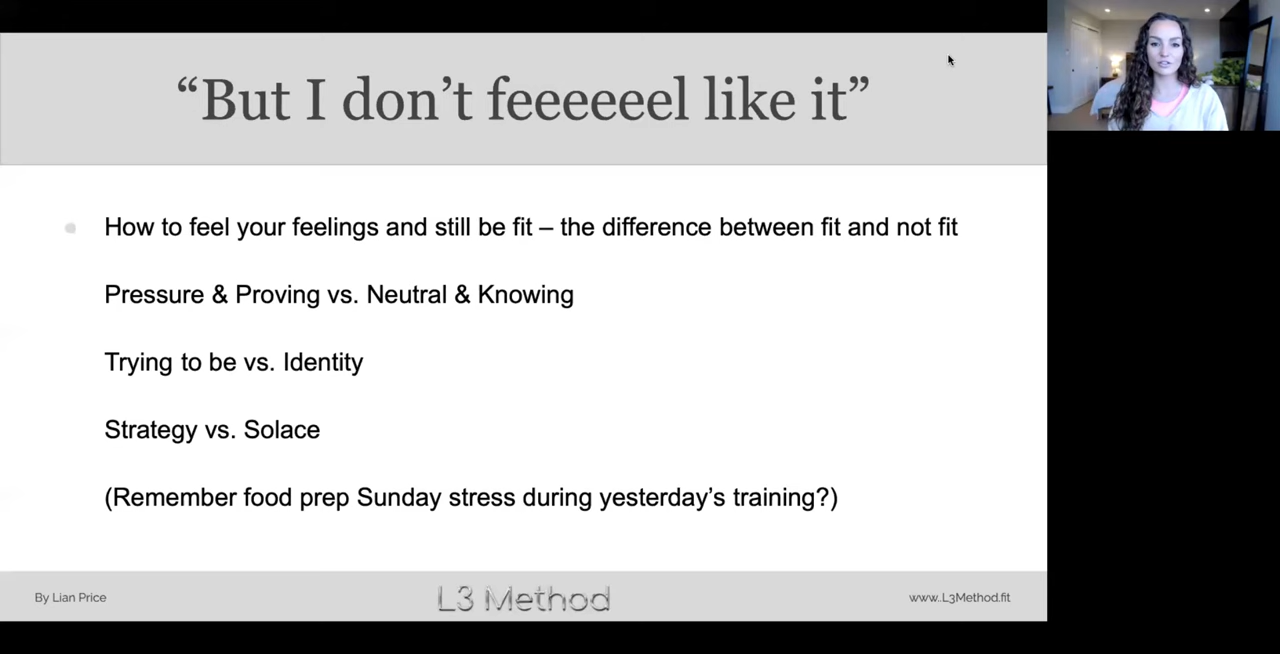 “But I don’t feeeeeel like it”
How to feel your feelings and still be fit – the difference between fit and not fit
Pressure & Proving vs. Neutral & Knowing
Trying to be vs. Identity
Strategy vs. Solace
(Remember food prep Sunday stress during yesterday’s training?)
By Lian Price
L3 Method
www..L3Method.fit